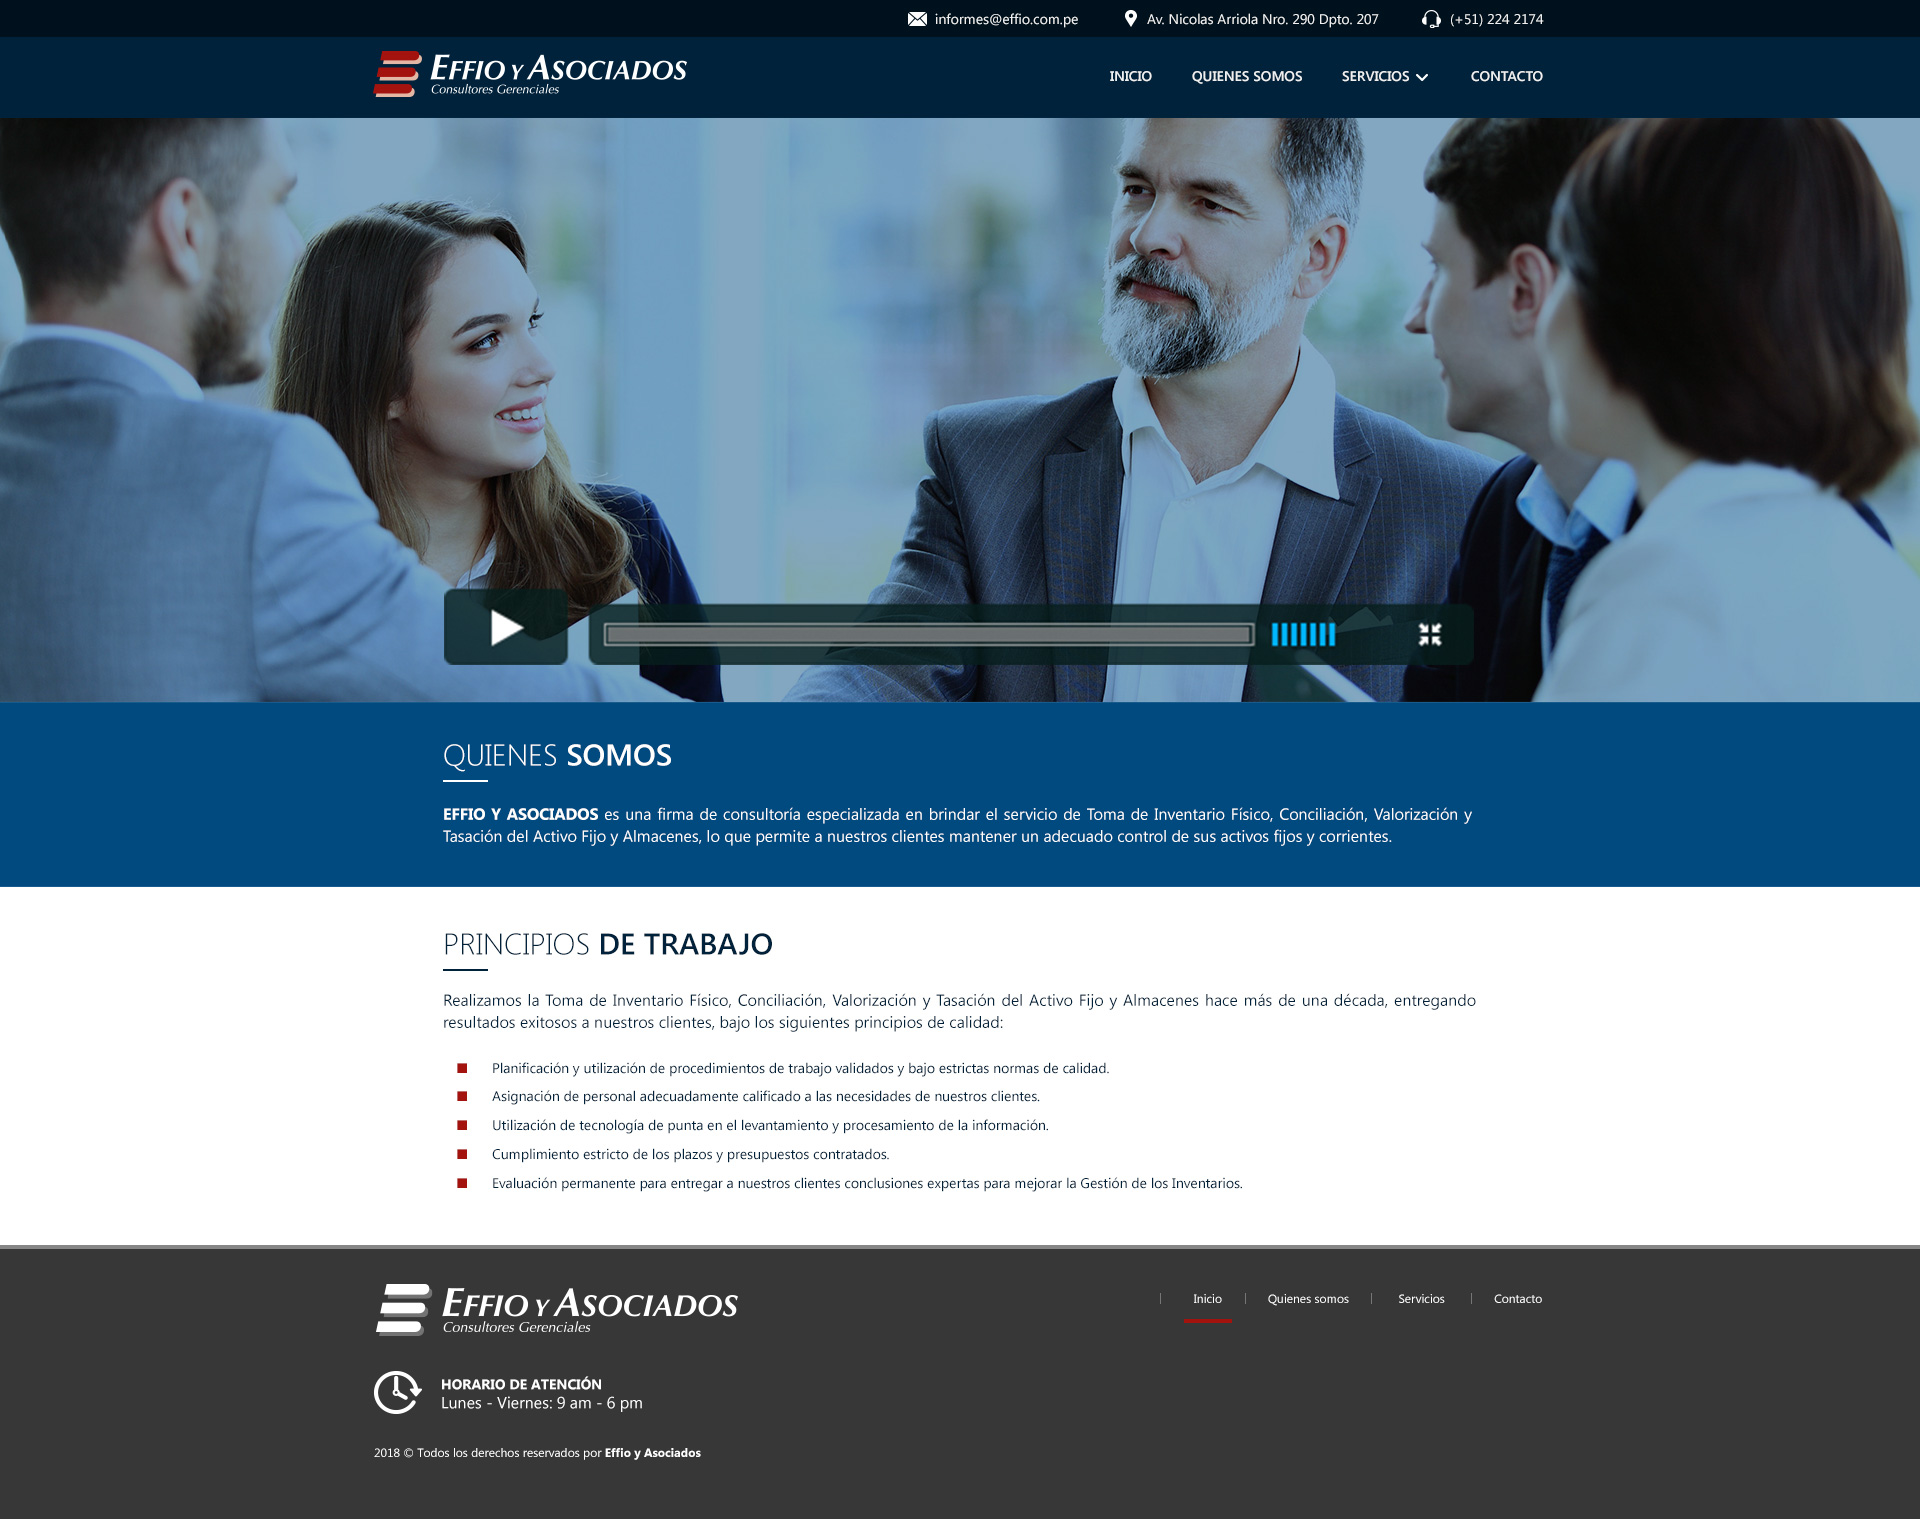 informes@effio.com.pe
Av. Nicolas Arriola Nro. 290 Dpto. 207
(+51) 224 2174
EFFIO Y ASOCIADOS
Consultores Gerenciales
INICIO
QUIENES SOMOS
SERVICIOS
CONTACTO
QUIENES SOMOS
EFFIO Y ASOCIADOS es una firma de consultoría especializada en brindar el servicio de Toma de Inventario Físico, Conciliación, Valorización y
Tasación del Activo Fijo y Almacenes, lo que permite a nuestros clientes mantener un adecuado control de sus activos fijos y corrientes.
PRINCIPIOS DE TRABAJO
Realizamos la Toma de Inventario Físico, Conciliación, Valorización y Tasación del Activo Fijo y Almacenes hace más de una década, entregando
resultados exitosos a nuestros clientes, bajo los siguientes principios de calidad:
Planificación y utilización de procedimientos de trabajo validados y bajo estrictas normas de calidad.
Asignación de personal adecuadamente calificado a las necesidades de nuestros clientes.
Utilización de tecnología de punta en el levantamiento y procesamiento de la información.
Cumplimiento estricto de los plazos y presupuestos contratados.
Evaluación permanente para entregar a nuestros clientes conclusiones expertas para mejorar la Gestión de los Inventarios.
EFFIO Y ASOCIADOS
Consultores Gerenciales
Inicio
Quienes somos
Servicios
Contacto
HORARIO DE ATENCIÓN
Lunes - Viernes: 9 am - 6 pm
2018 © Todos los derechos reservados por Effio y Asociados